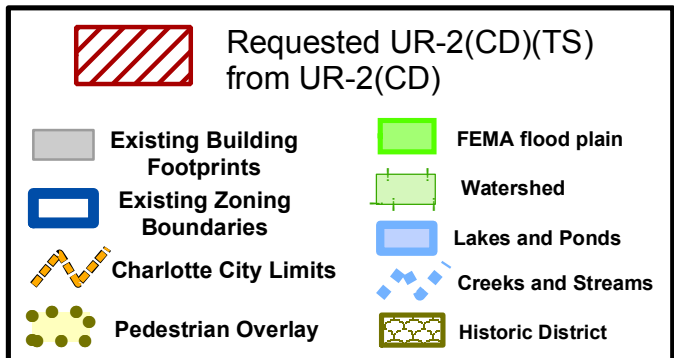 Requested UR-2(CD)(TS)
from UR-2(CD)
Existing Building
Footprints
Existing Zoning
Boundaries
Charlotte City Limits
Pedestrian Overlay
FEMA flood plain
Watershed
Lakes and Ponds
Creeks and Streams
Historic District